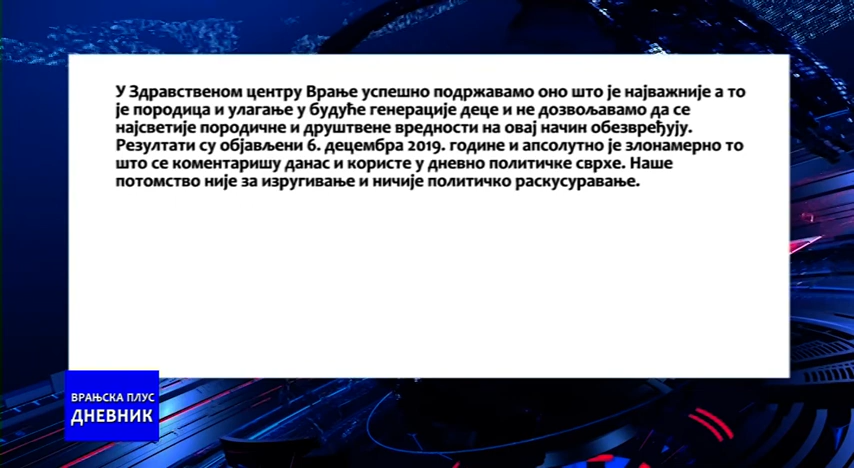 У Здравственом центру Врање успешно подржавамо оно што је најважније а то
је породица и улагање у будуће генерације деце и не дозвољавамо да се
најсветије породичне и друштвене вредности на овај начин обезвређују.
Резултати су објављени 6. децембра 2019. године и апсолутно је злонамерно то
што се коментаришу данас и користе у дневно политичке сврхе. Наше
потомство није за изругивање и ничије политичко раскусуравање.
ВРАЊСКА ПЛУС
ДНЕВНИК